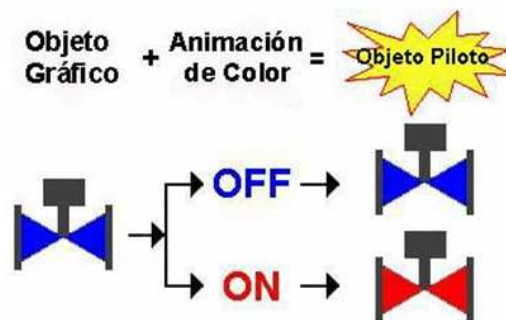 Objeto Gráfico + Animación de Color = Objeto Piloto
OFF
ON